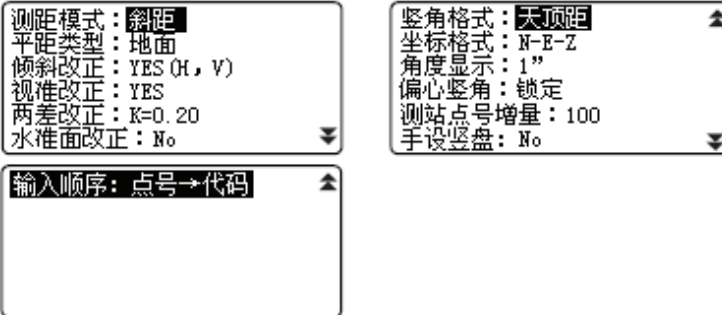 测距模式：斜距
平距类型：地面
倾斜改正：YES(H，V)
视准改正：YES
两差改正：K=0.20
水准面改正：No
竖角格式：天顶距
坐标格式：N-E-Z
角度显示：1”
偏心竖角：锁定
测站点号增量：100
手设竖盘：No
输入顺序：点号→代码